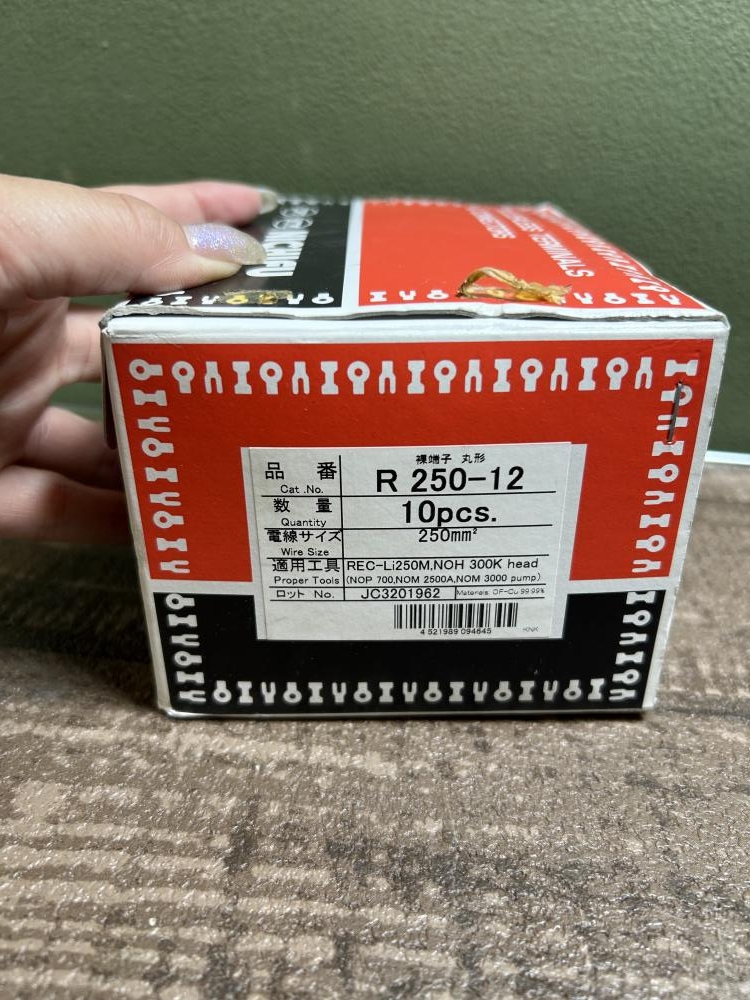 NICHIFU
TERMINALS
裸端子 丸形
品 番 R 250-12
Cat .No.
数 量 10pcs.
Quantity
電線サイズ 250mm²
Wire Size
適用工具 REC-Li250M,NOH 300K head
Proper Tools (NOP 700,NOM 2500A,NOM 3000 pump)
ロット No. JC3201962 Materials OF-Cu 99.99%
4 521989 094645 KNK